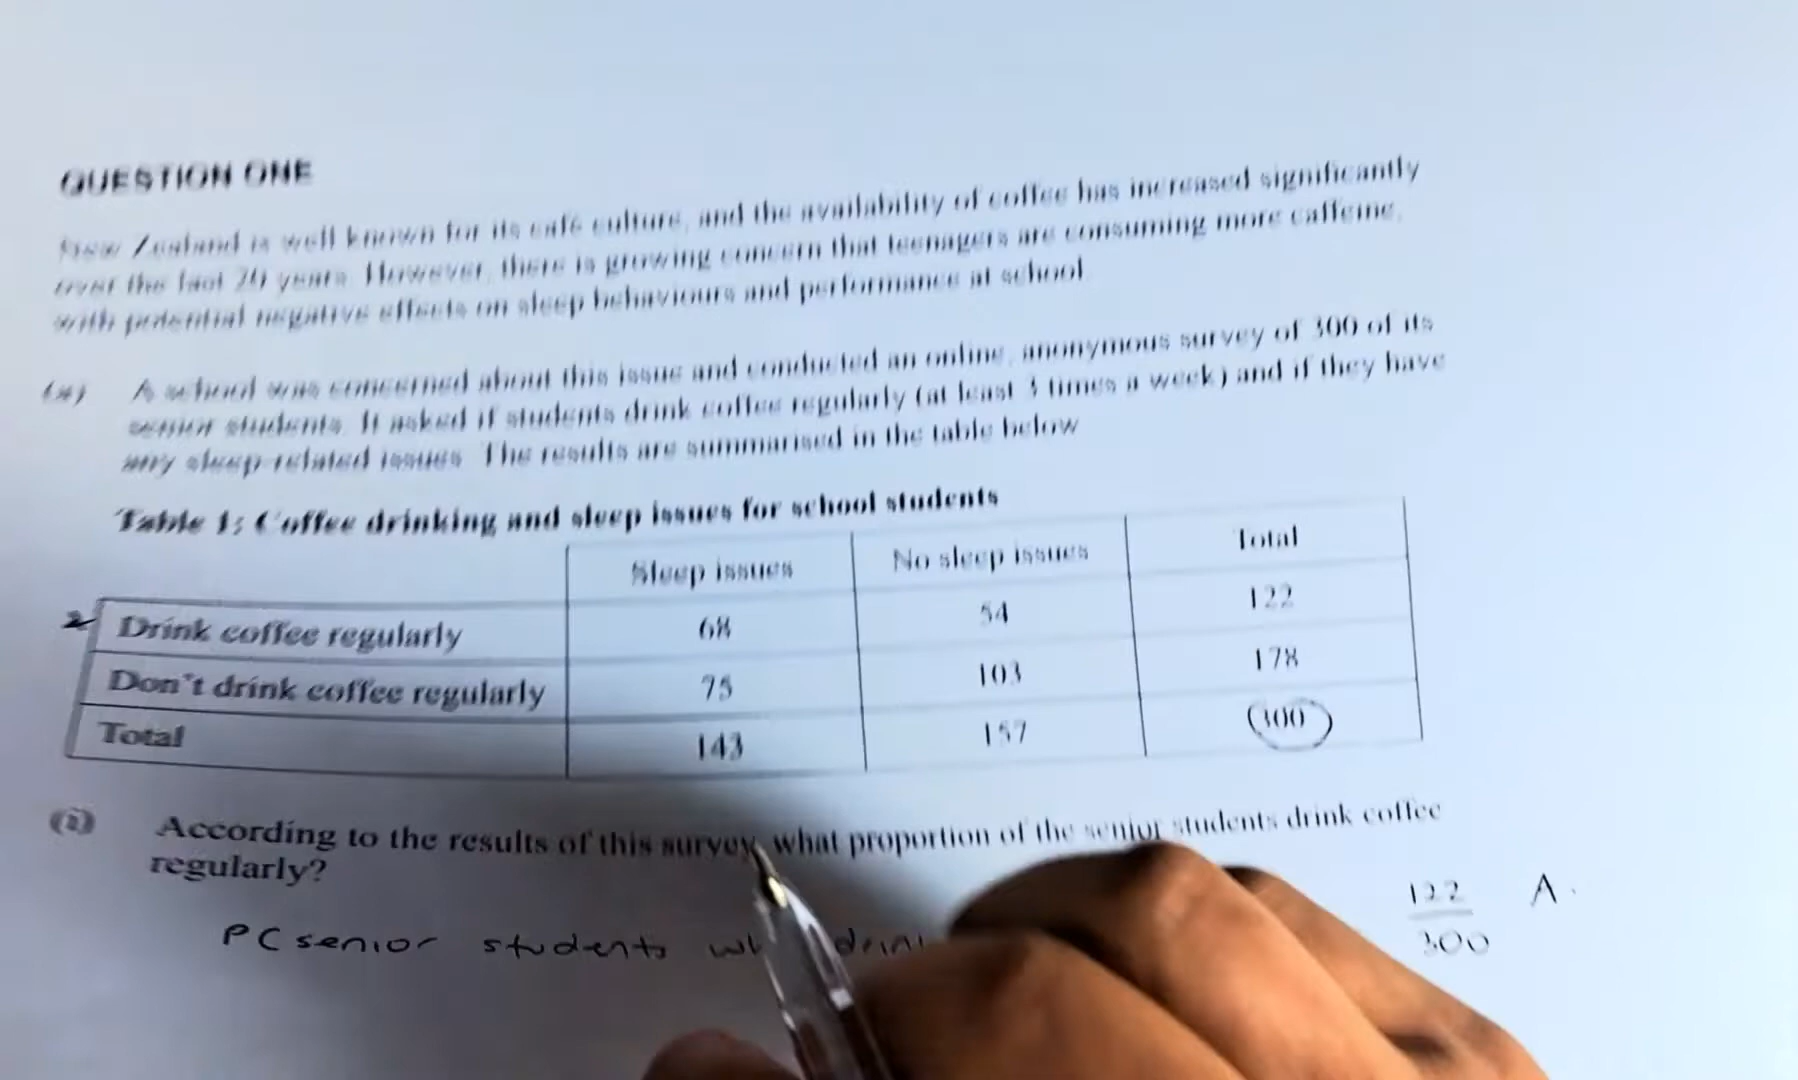 QUESTION ONE
New Zealand is well known for its café culture, and the availability of coffee has increased significantly
over the last 20 years. However, there is growing concern that teenagers are consuming more caffeine,
with potential negative effects on sleep behaviours and performance at school.
(a) A school was concerned about this issue and conducted an online, anonymous survey of 300 of its
senior students. It asked if students drink coffee regularly (at least 3 times a week) and if they have
any sleep-related issues. The results are summarised in the table below
Table 1: Coffee drinking and sleep issues for school students
Sleep issues No sleep issues Total
Drink coffee regularly 68 54 122
Don't drink coffee regularly 75 103 178
Total 143 157 300
(i) According to the results of this survey, what proportion of the senior students drink coffee
regularly?
P(senior students drin
122 A.
300